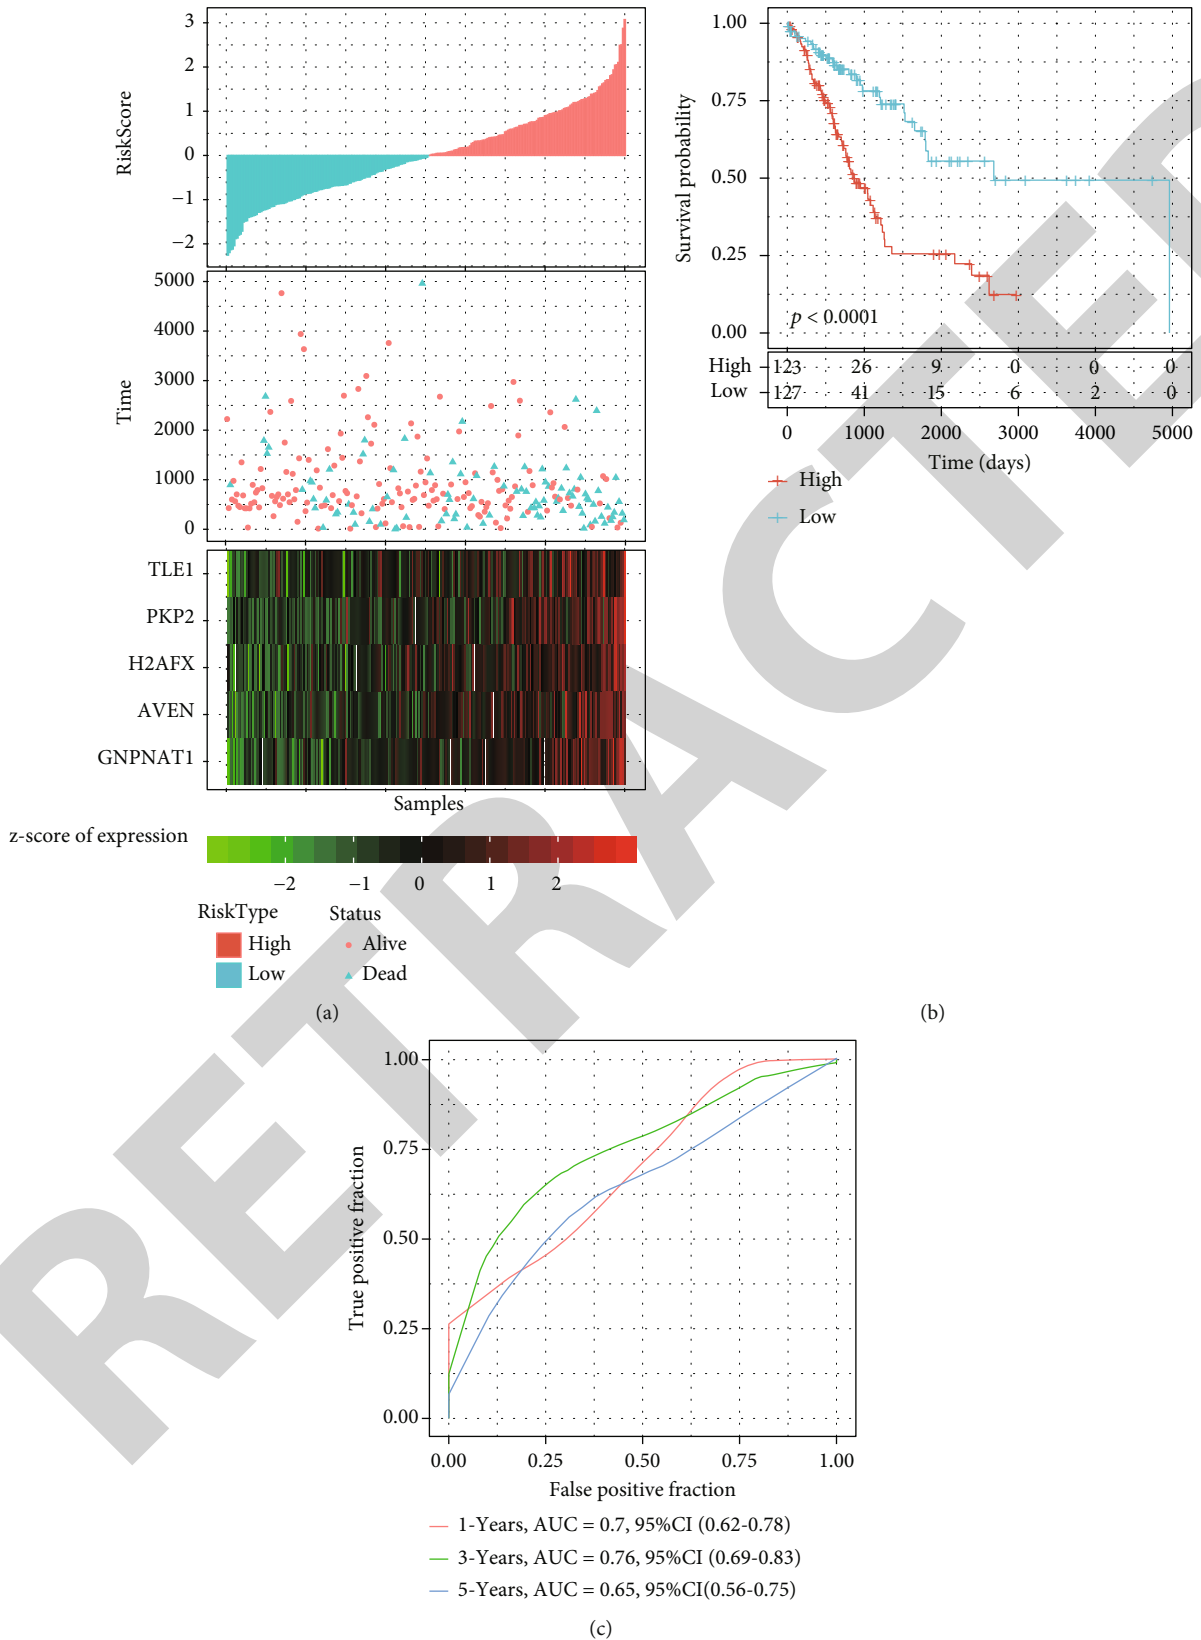 3
2
1
0
−1
−2
RiskScore
5000
4000
3000
2000
1000
0
Time
TLE1
PKP2
H2AFX
AVEN
GNPNAT1
Samples
z-score of expression
−2 −1 0 1 2
RiskType
High
Low
Status
Alive
Dead
(a)
1.00
0.75
0.50
0.25
0.00
Survival probability
p < 0.0001
High 123 26 9 0 0 0
Low 127 41 15 6 2 0
0 1000 2000 3000 4000 5000
Time (days)
High
Low
(b)
1.00
0.75
0.50
0.25
0.00
True positive fraction
0.00 0.25 0.50 0.75 1.00
False positive fraction
1-Years, AUC = 0.7, 95%CI (0.62-0.78)
3-Years, AUC = 0.76, 95%CI (0.69-0.83)
5-Years, AUC = 0.65, 95%CI(0.56-0.75)
(c)
RETRACTED